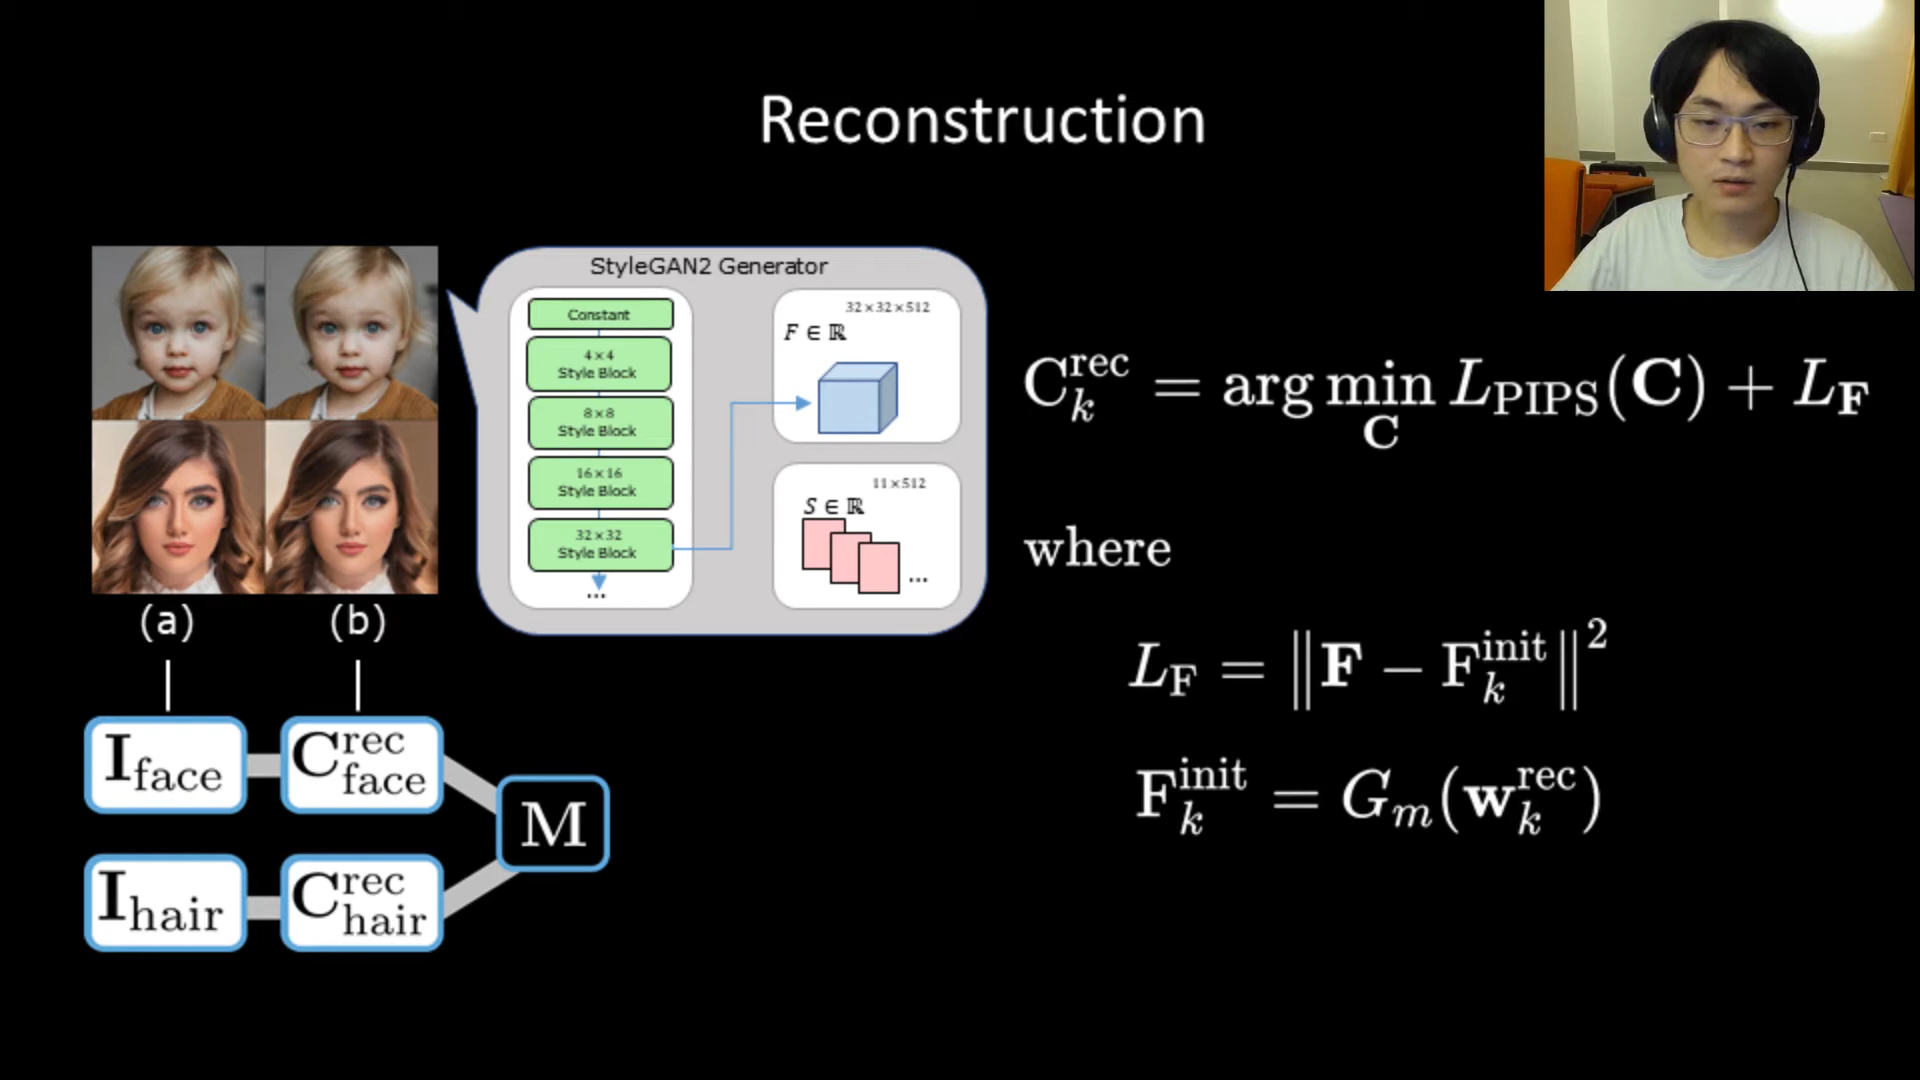 Reconstruction
StyleGAN2 Generator
Constant
4×4
Style Block
8×8
Style Block
16×16
Style Block
32×32
Style Block
...
F ∈ ℝ^{32×32×512}
S ∈ ℝ^{11×512}
...
(a) (b)
I_face C^rec_face
M
I_hair C^rec_hair
C_k^rec = arg min_C L_PIPS(C) + L_F
where
L_F = ‖F − F_k^init‖^2
F_k^init = G_m(w_k^rec)